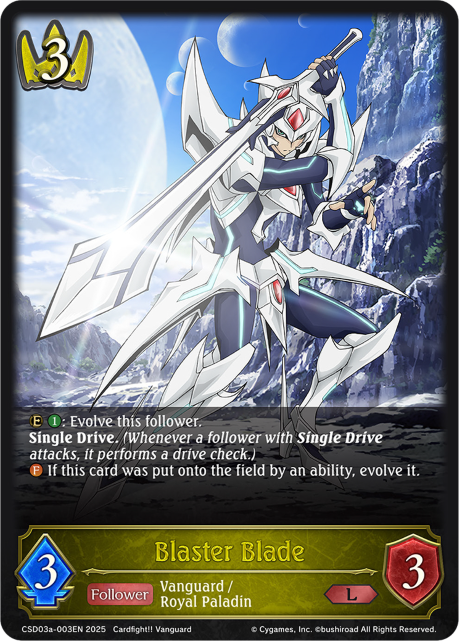 3
E 1: Evolve this follower.
Single Drive. (Whenever a follower with Single Drive
attacks, it performs a drive check.)
F If this card was put onto the field by an ability, evolve it.
Blaster Blade
3
Follower
Vanguard /
Royal Paladin
L
3
CSD03a-003EN 2025 Cardfight!! Vanguard
© Cygames, Inc. ©bushiroad All Rights Reserved.